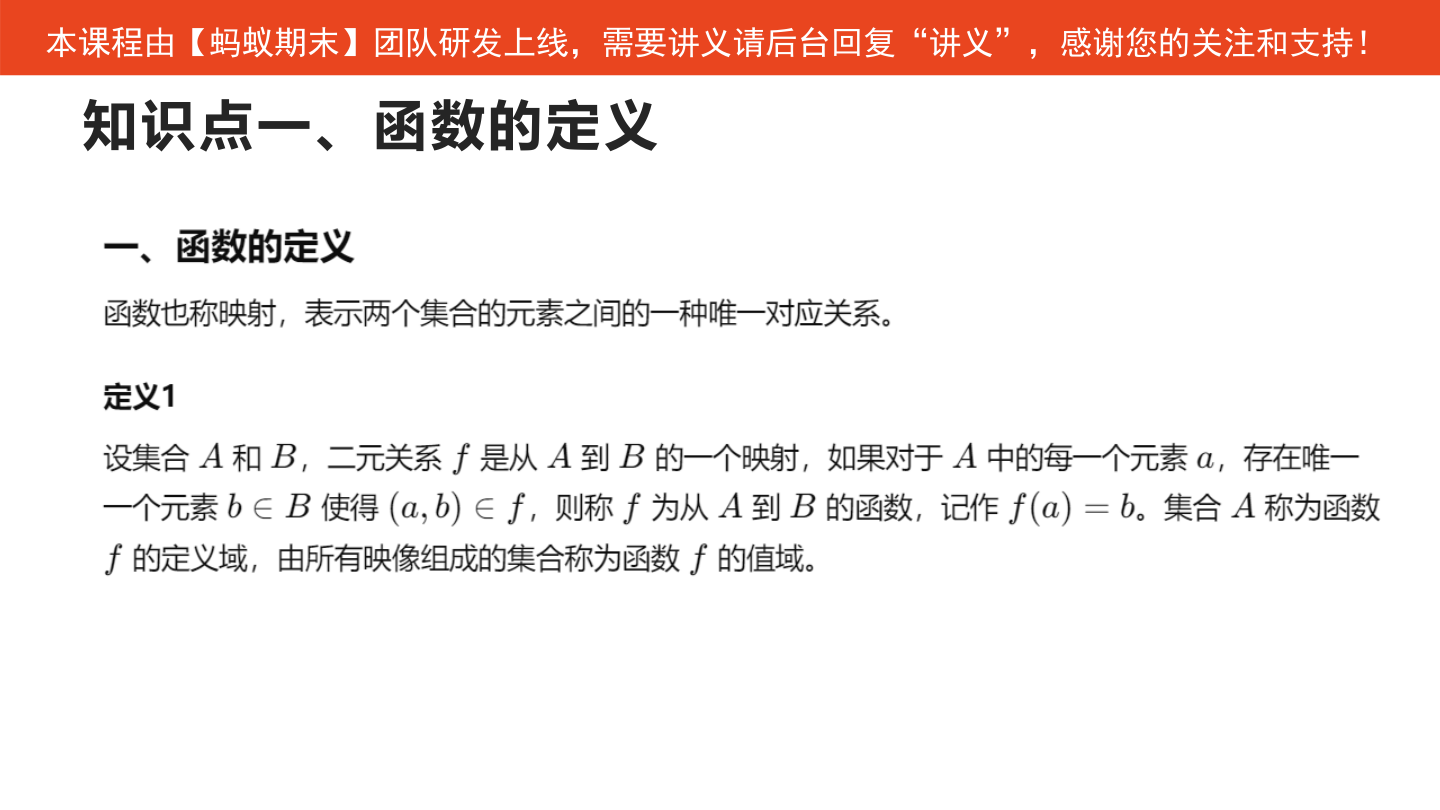 本课程由【蚂蚁期末】团队研发上线，需要讲义请后台回复“讲义”，感谢您的关注和支持！
知识点一、函数的定义
一、函数的定义
函数也称映射，表示两个集合的元素之间的一种唯一对应关系。
定义1
设集合 A 和 B，二元关系 f 是从 A 到 B 的一个映射，如果对于 A 中的每一个元素 a，存在唯一
一个元素 b ∈ B 使得 (a, b) ∈ f，则称 f 为从 A 到 B 的函数，记作 f(a) = b。集合 A 称为函数
f 的定义域，由所有映像组成的集合称为函数 f 的值域。